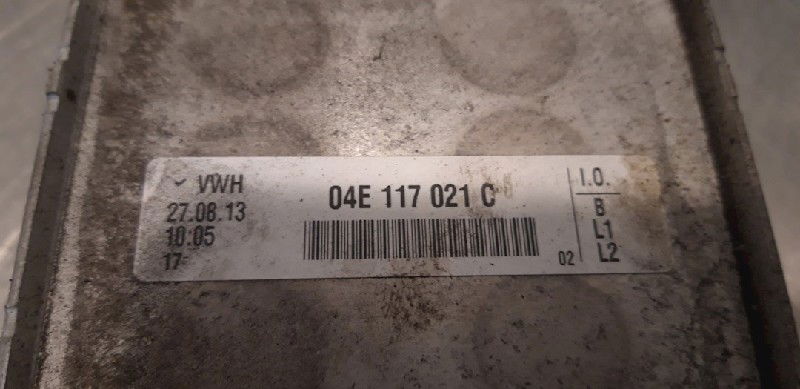 ✓ VWH
27.08.13
10:05
17
04E 117 021 C
02
I.O.
B
L1
L2